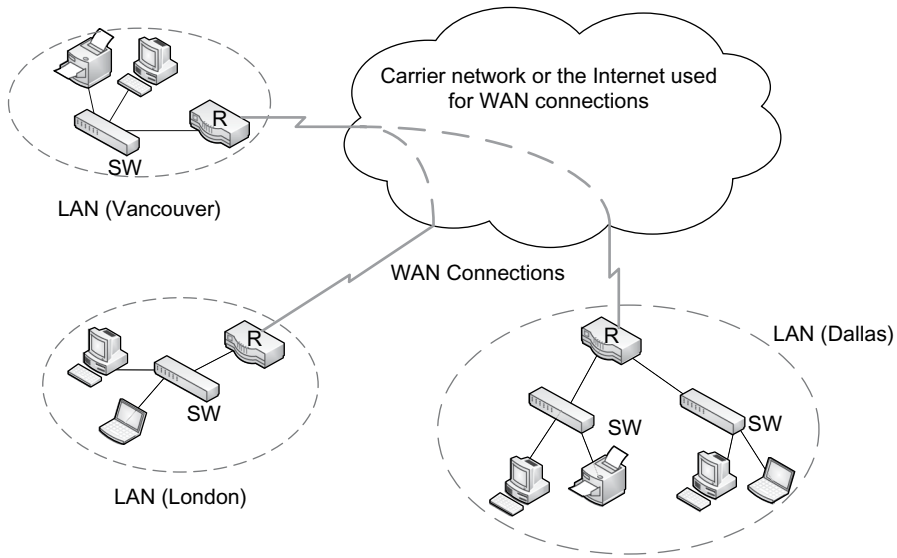 Carrier network or the Internet used
for WAN connections
R
SW
LAN (Vancouver)
WAN Connections
R
SW
LAN (London)
R
LAN (Dallas)
SW
SW